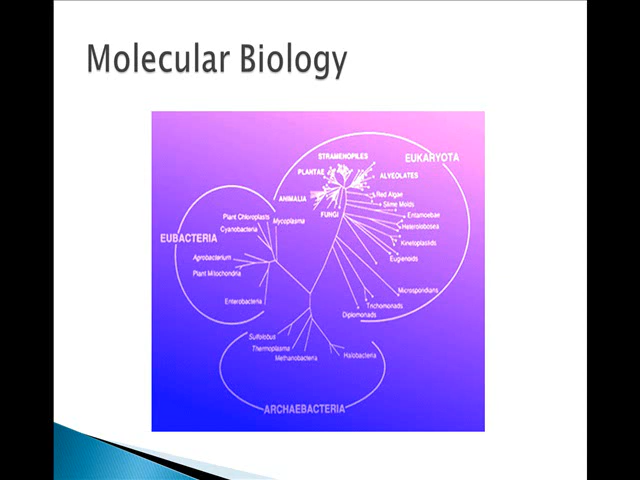 Molecular Biology
STRAMENOPILES
EUKARYOTA
PLANTAE
ALVEOLATES
ANIMALIA
Red Algae
Slime Molds
FUNGI
Entamoebae
Heterolobosea
Kinetoplastids
Euglenoids
Microsporidians
Trichomonads
Diplomonads
Plant Chloroplasts
Mycoplasma
Cyanobacteria
EUBACTERIA
Agrobacterium
Plant Mitochondria
Enterobacteria
Sulfolobus
Thermoplasma
Methanobacteria
Halobacteria
ARCHAEBACTERIA